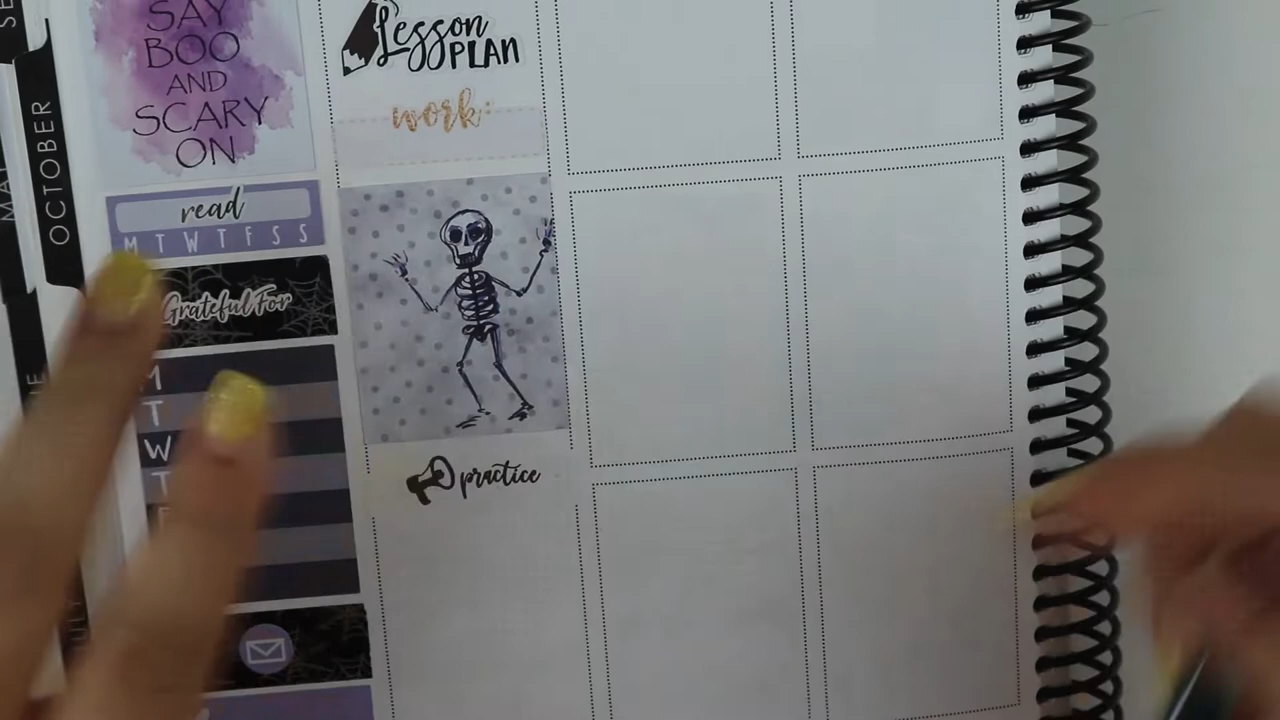 SAY
BOO
AND
SCARY
ON
read
M T W T F S S
Grateful For
M
T
W
T
F
OCTOBER
Lesson
PLAN
work:
practice